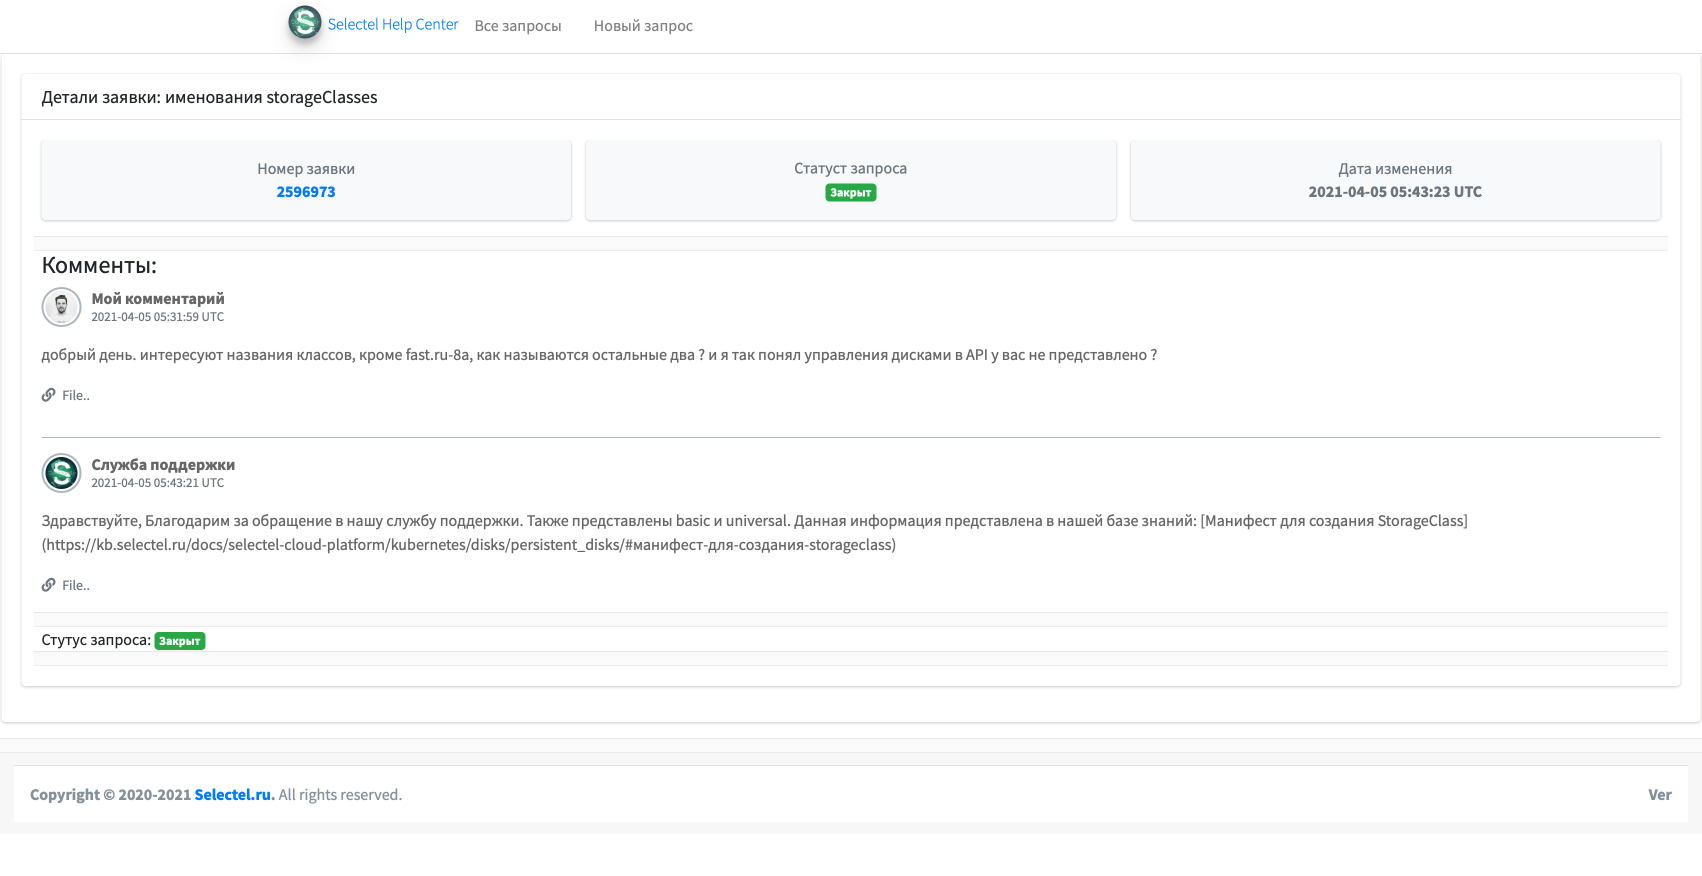 Selectel Help Center Все запросы Новый запрос
Детали заявки: именования storageClasses
Номер заявки
2596973
Статуст запроса
Закрыт
Дата изменения
2021-04-05 05:43:23 UTC
Комменты:
Мой комментарий
2021-04-05 05:31:59 UTC
добрый день. интересуют названия классов, кроме fast.ru-8a, как называются остальные два ? и я так понял управления дисками в API у вас не представлено ?
File..
Служба поддержки
2021-04-05 05:43:21 UTC
Здравствуйте, Благодарим за обращение в нашу службу поддержки. Также представлены basic и universal. Данная информация представлена в нашей базе знаний: [Манифест для создания StorageClass]
(https://kb.selectel.ru/docs/selectel-cloud-platform/kubernetes/disks/persistent_disks/#манифест-для-создания-storageclass)
File..
Стутус запроса: Закрыт
Copyright © 2020-2021 Selectel.ru. All rights reserved. Ver